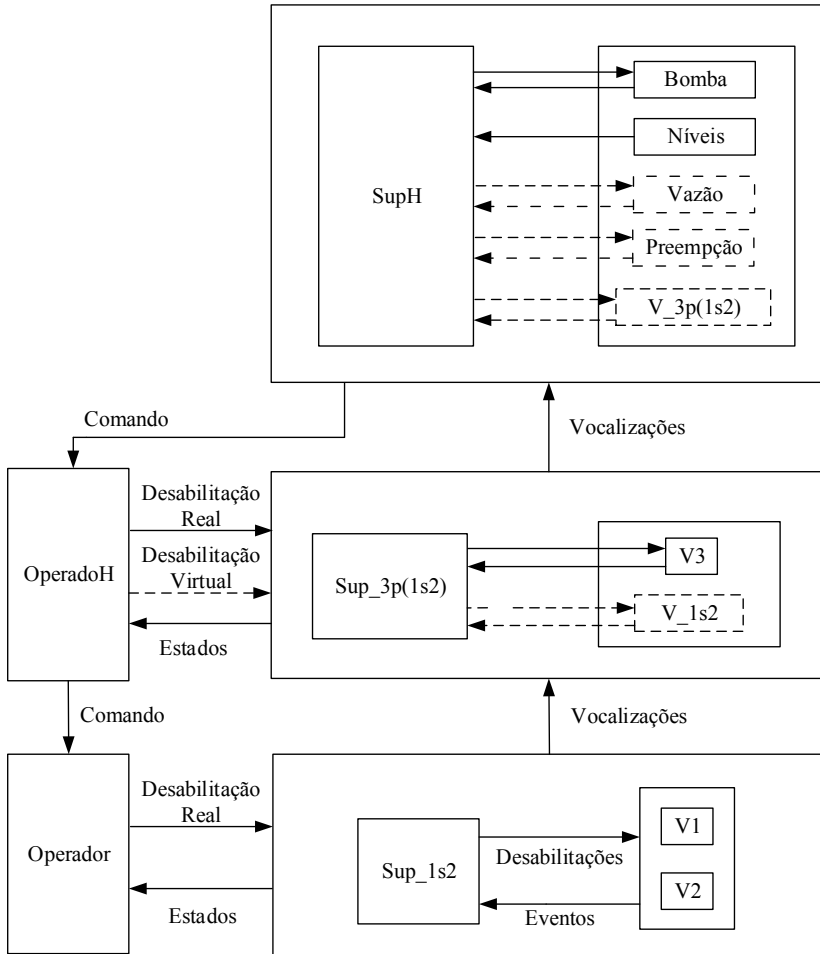 Bomba
Níveis
SupH
Vazão
Preempção
V_3p(1s2)
Comando
Vocalizações
Desabilitação
Real
OperadoH
Desabilitação
Virtual
Estados
Sup_3p(1s2)
V3
V_1s2
Comando
Vocalizações
Desabilitação
Real
Operador
Estados
Sup_1s2
Desabilitações
Eventos
V1
V2